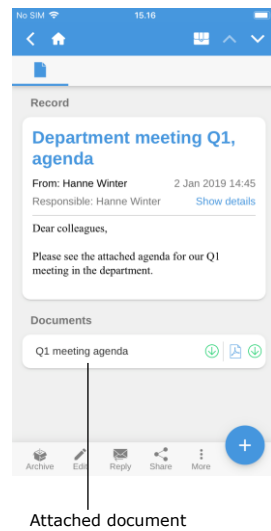 No SIM 15.16
Record
Department meeting Q1,
agenda
From: Hanne Winter 2 Jan 2019 14:45
Responsible: Hanne Winter Show details
Dear colleagues,
Please see the attached agenda for our Q1
meeting in the department.
Documents
Q1 meeting agenda
Archive Edit Reply Share More
Attached document